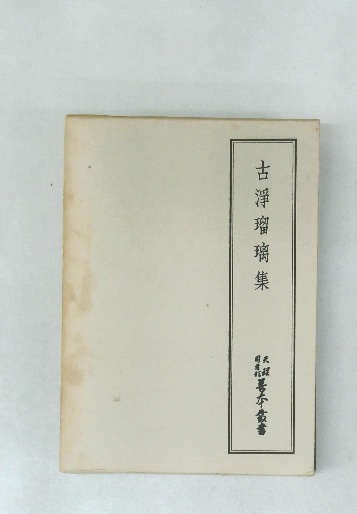 古淨瑠璃集
天理
図書館
善本叢書